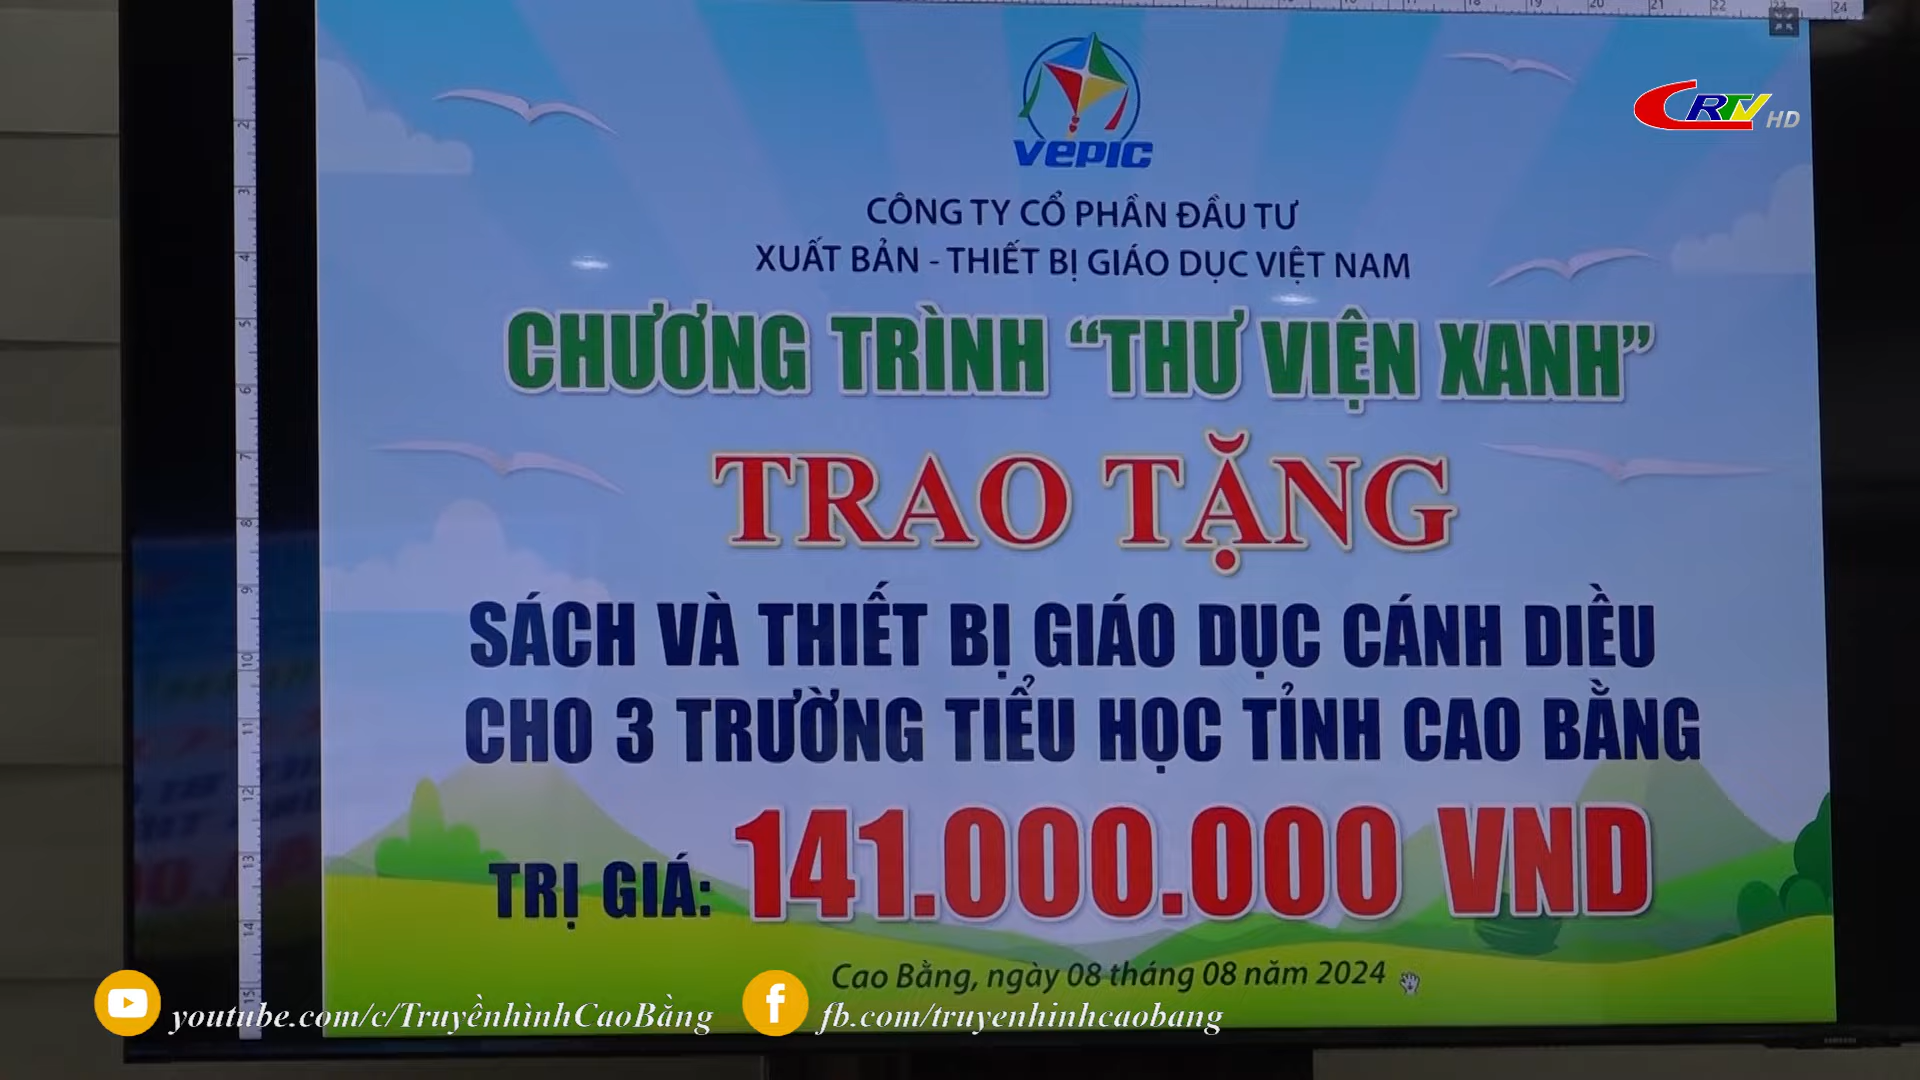 CRTV HD
VEPIC
CÔNG TY CỔ PHẦN ĐẦU TƯ
XUẤT BẢN - THIẾT BỊ GIÁO DỤC VIỆT NAM
CHƯƠNG TRÌNH “THƯ VIỆN XANH”
TRAO TẶNG
SÁCH VÀ THIẾT BỊ GIÁO DỤC CÁNH DIỀU
CHO 3 TRƯỜNG TIỂU HỌC TỈNH CAO BẰNG
TRỊ GIÁ: 141.000.000 VND
Cao Bằng, ngày 08 tháng 08 năm 2024
youtube.com/c/TruyềnhìnhCaoBằng
fb.com/truyenhinhcaobang